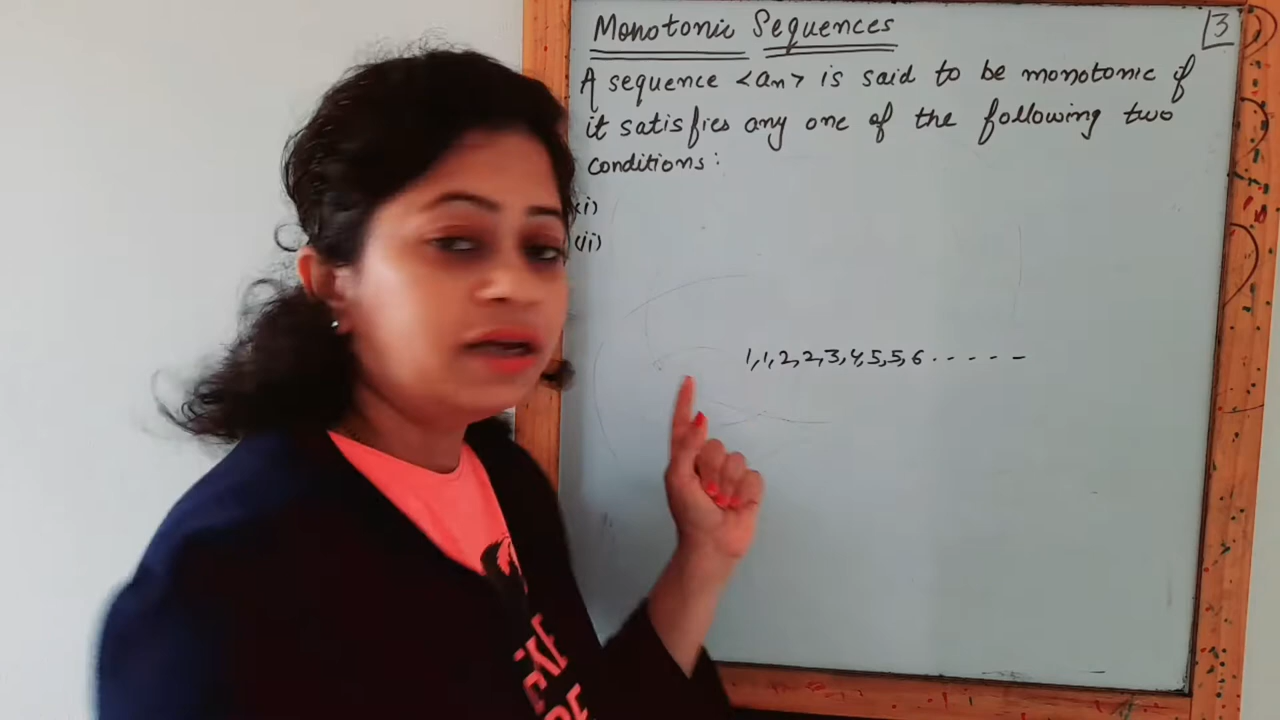 Monotonic Sequences
3
A sequence <an> is said to be monotonic if
it satisfies any one of the following two
conditions:
(i)
(ii)
1,1,2,2,3,4,5,5,6.-----